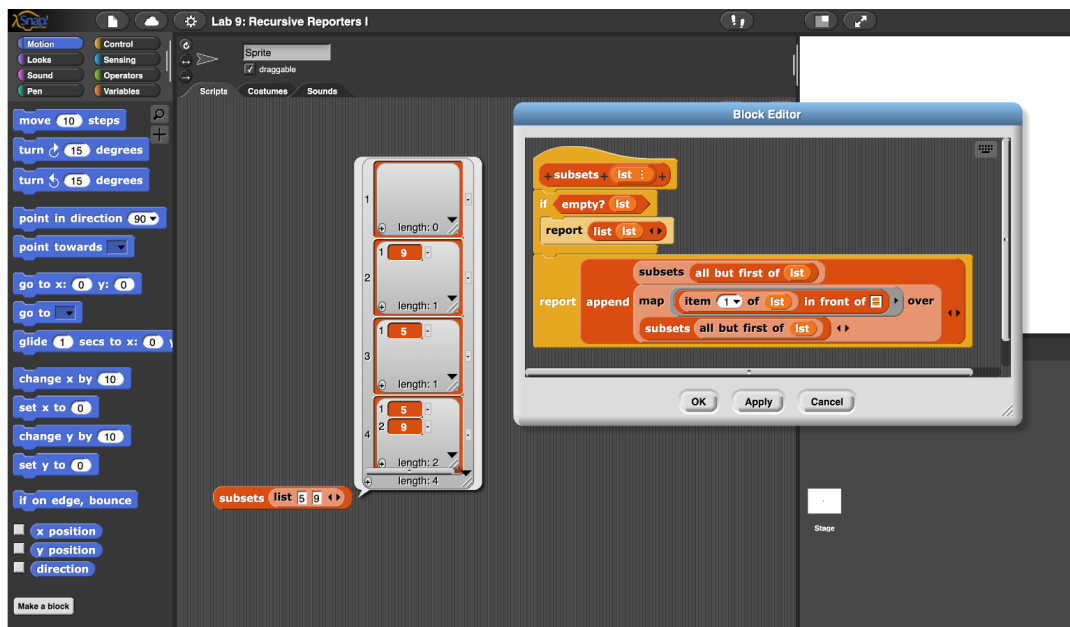 Snap!
Lab 9: Recursive Reporters I
Motion Control
Looks Sensing
Sound Operators
Pen Variables
Sprite
draggable
Scripts Costumes Sounds
move 10 steps
turn 15 degrees
turn 15 degrees
point in direction 90
point towards
go to x: 0 y: 0
go to
glide 1 secs to x: 0 y
change x by 10
set x to 0
change y by 10
set y to 0
if on edge, bounce
x position
y position
direction
Make a block
subsets list 5 9
1
length: 0
2
1 9
length: 1
3
1 5
length: 1
4
1 5
2 9
length: 2
length: 4
Block Editor
+ subsets + lst +
if empty? lst
report list lst
report append
subsets all but first of lst
map item 1 of lst in front of over
subsets all but first of lst
OK Apply Cancel
Stage